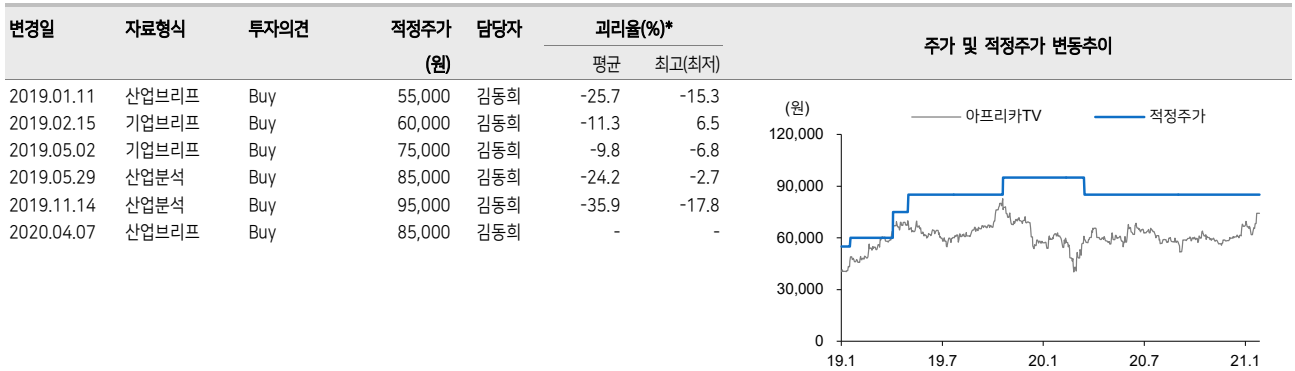 변경일 자료형식 투자의견 적정주가 담당자 괴리율(%)* 주가 및 적정주가 변동추이
(원) 평균 최고(최저)
2019.01.11 산업브리프 Buy 55,000 김동희 -25.7 -15.3
2019.02.15 기업브리프 Buy 60,000 김동희 -11.3 6.5
2019.05.02 기업브리프 Buy 75,000 김동희 -9.8 -6.8
2019.05.29 산업분석 Buy 85,000 김동희 -24.2 -2.7
2019.11.14 산업분석 Buy 95,000 김동희 -35.9 -17.8
2020.04.07 산업브리프 Buy 85,000 김동희 - -
(원) 아프리카TV 적정주가
120,000
90,000
60,000
30,000
0
19.1 19.7 20.1 20.7 21.1